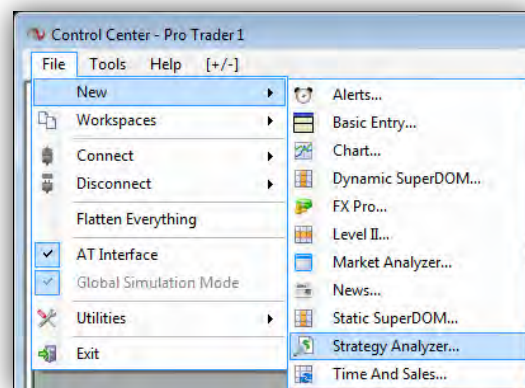 Control Center - Pro Trader 1
File Tools Help [+/-]
New
Workspaces
Connect
Disconnect
Flatten Everything
AT Interface
Global Simulation Mode
Utilities
Exit
Alerts...
Basic Entry...
Chart...
Dynamic SuperDOM...
FX Pro...
Level II...
Market Analyzer...
News...
Static SuperDOM...
Strategy Analyzer...
Time And Sales...